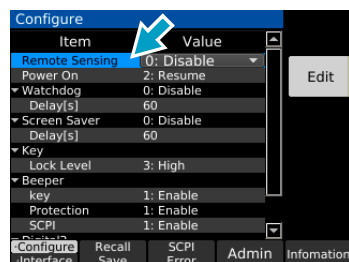 Configure
Item Value
Remote Sensing 0: Disable
Power On 2: Resume
Watchdog 0: Disable
Delay[s] 60
Screen Saver 0: Disable
Delay[s] 60
Key
Lock Level 3: High
Beeper
key 1: Enable
Protection 1: Enable
SCPI 1: Enable
Edit
Configure Recall SCPI Admin Infomation
Interface Save Error